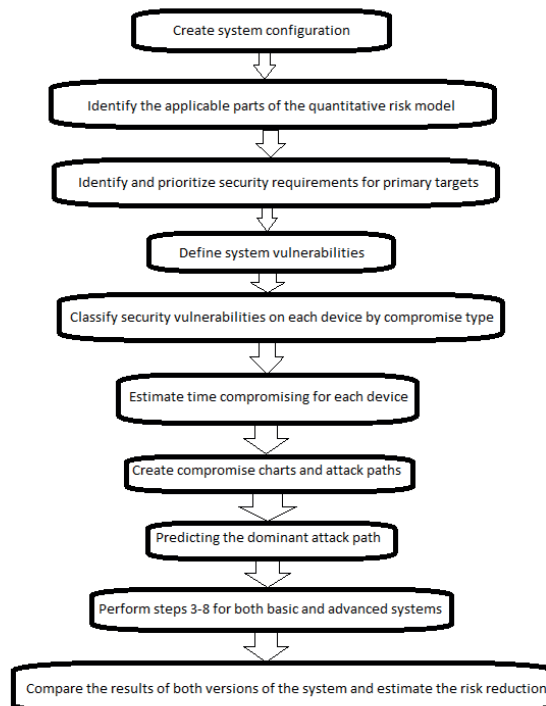 Create system configuration
Identify the applicable parts of the quantitative risk model
Identify and prioritize security requirements for primary targets
Define system vulnerabilities
Classify security vulnerabilities on each device by compromise type
Estimate time compromising for each device
Create compromise charts and attack paths
Predicting the dominant attack path
Perform steps 3-8 for both basic and advanced systems
Compare the results of both versions of the system and estimate the risk reduction